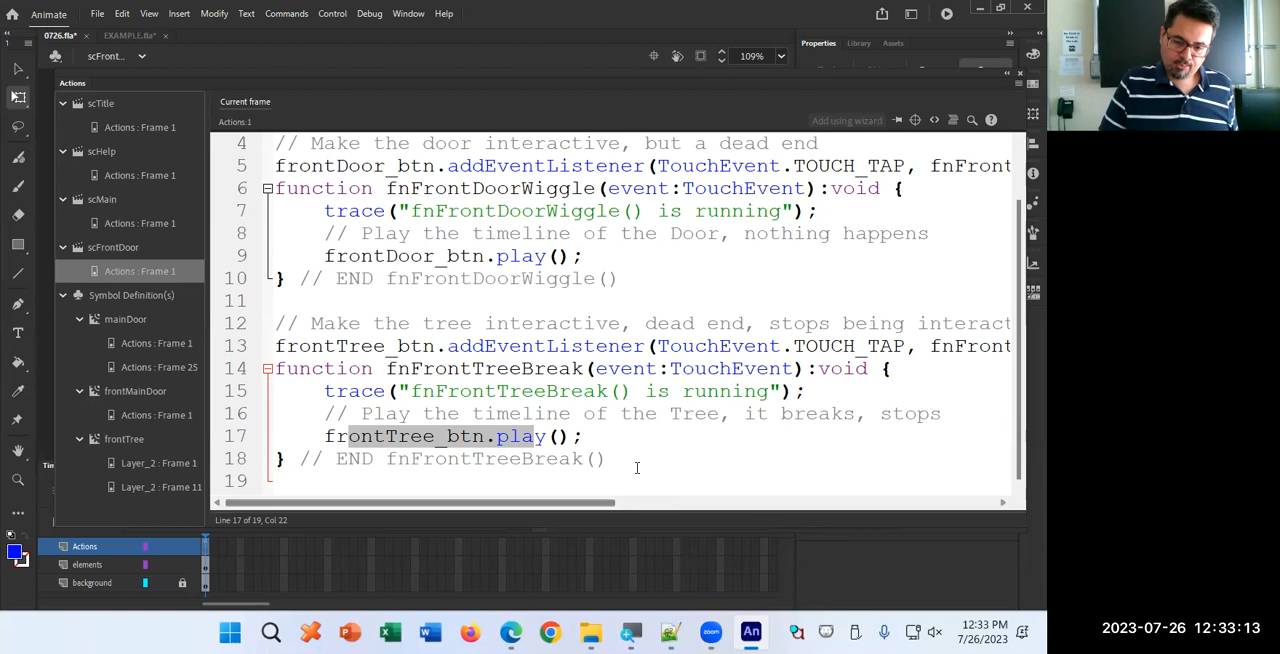 Animate File Edit View Insert Modify Text Commands Control Debug Window Help
0726.fla* × EXAMPLE.fla* ×
scFront... 109%
Properties Library Assets
Actions
scTitle
Actions : Frame 1
scHelp
Actions : Frame 1
scMain
Actions : Frame 1
scFrontDoor
Actions : Frame 1
Symbol Definition(s)
mainDoor
Actions : Frame 1
Actions : Frame 25
frontMainDoor
Actions : Frame 1
frontTree
Layer_2 : Frame 1
Layer_2 : Frame 11
Current frame
Actions:1
Add using wizard
4 // Make the door interactive, but a dead end
5 frontDoor_btn.addEventListener(TouchEvent.TOUCH_TAP, fnFront
6 function fnFrontDoorWiggle(event:TouchEvent):void {
7 trace("fnFrontDoorWiggle() is running");
8 // Play the timeline of the Door, nothing happens
9 frontDoor_btn.play();
10 } // END fnFrontDoorWiggle()
11
12 // Make the tree interactive, dead end, stops being interact
13 frontTree_btn.addEventListener(TouchEvent.TOUCH_TAP, fnFront
14 function fnFrontTreeBreak(event:TouchEvent):void {
15 trace("fnFrontTreeBreak() is running");
16 // Play the timeline of the Tree, it breaks, stops
17 frontTree_btn.play();
18 } // END fnFrontTreeBreak()
19
Line 17 of 19, Col 22
Actions
elements
background
12:33 PM
7/26/2023
2023-07-26 12:33:13